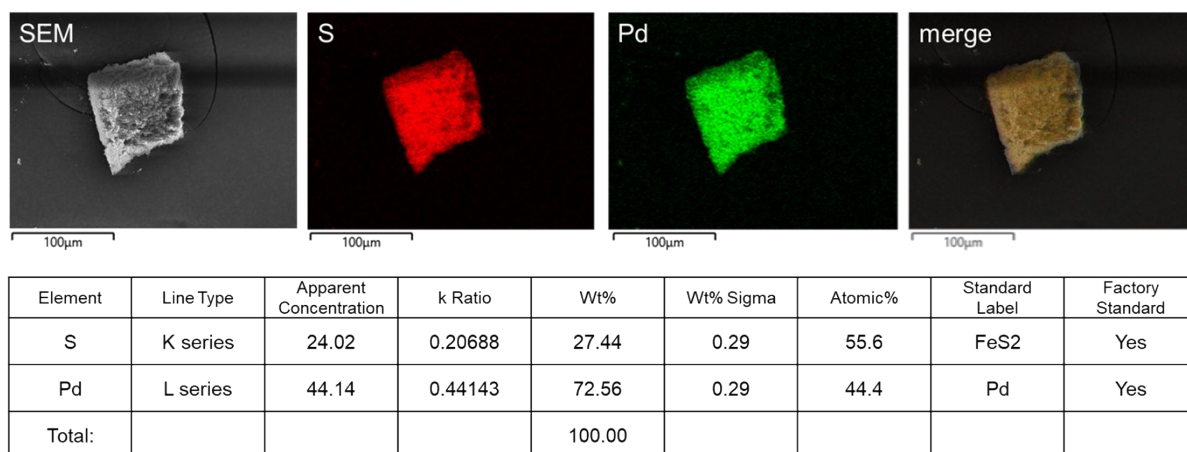 SEM
S
Pd
merge
100μm
100μm
100μm
100μm
Element Line Type Apparent Concentration k Ratio Wt% Wt% Sigma Atomic% Standard Label Factory Standard
S K series 24.02 0.20688 27.44 0.29 55.6 FeS2 Yes
Pd L series 44.14 0.44143 72.56 0.29 44.4 Pd Yes
Total: 100.00